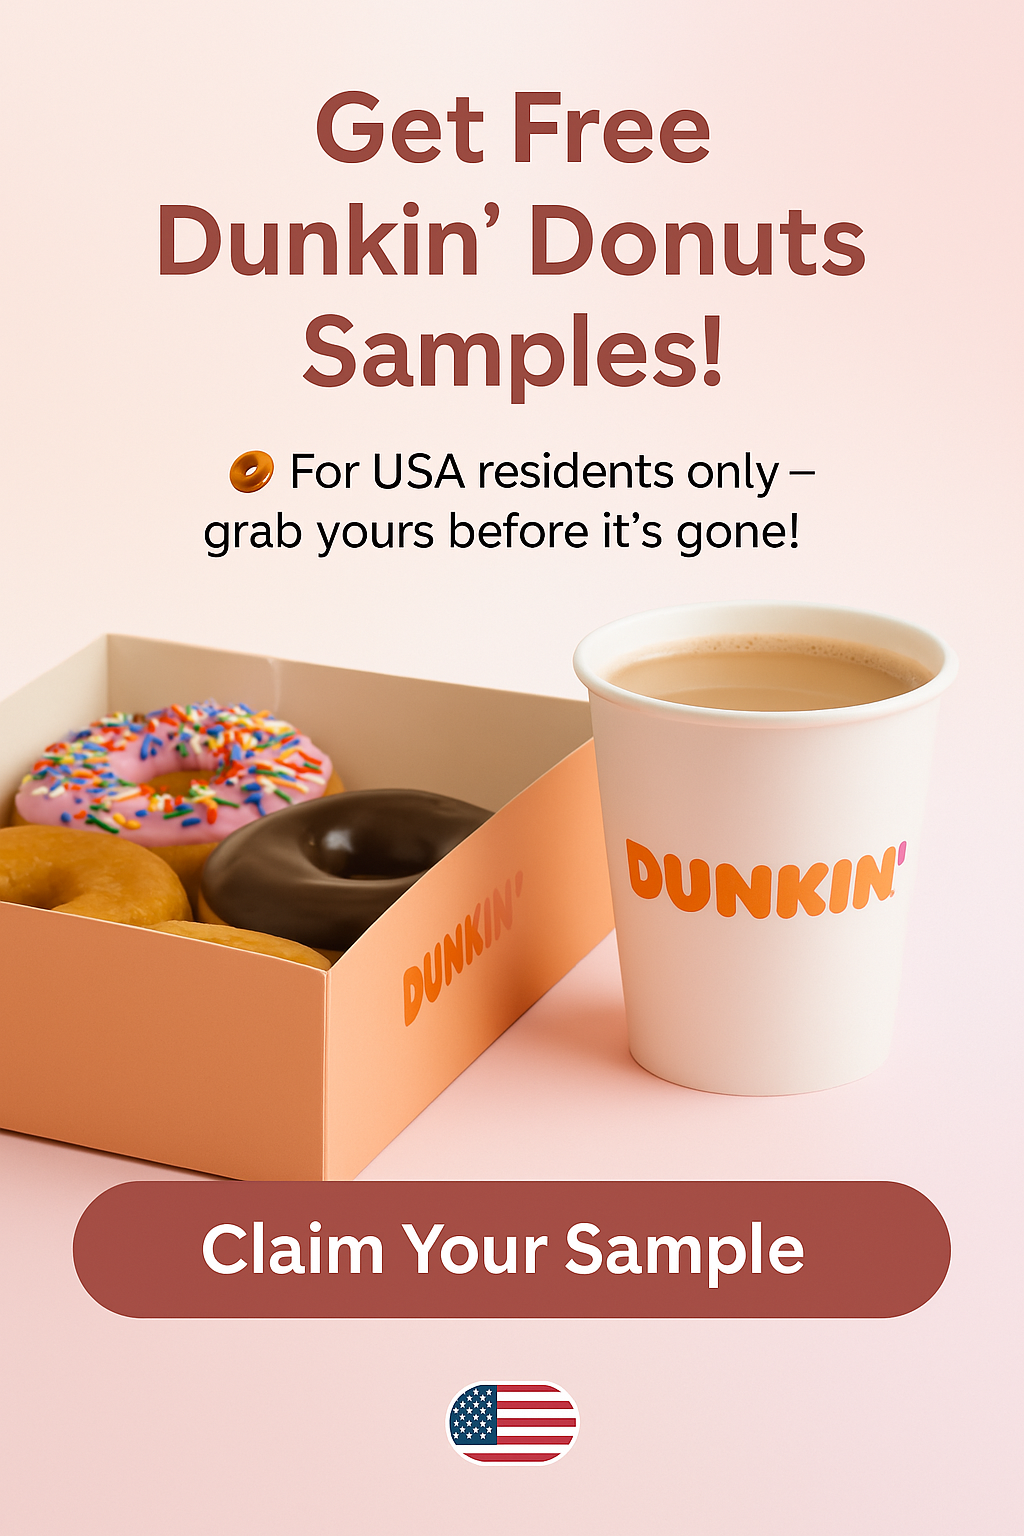 Get Free
Dunkin’ Donuts
Samples!
For USA residents only –
grab yours before it’s gone!
DUNKIN’
DUNKIN’
Claim Your Sample